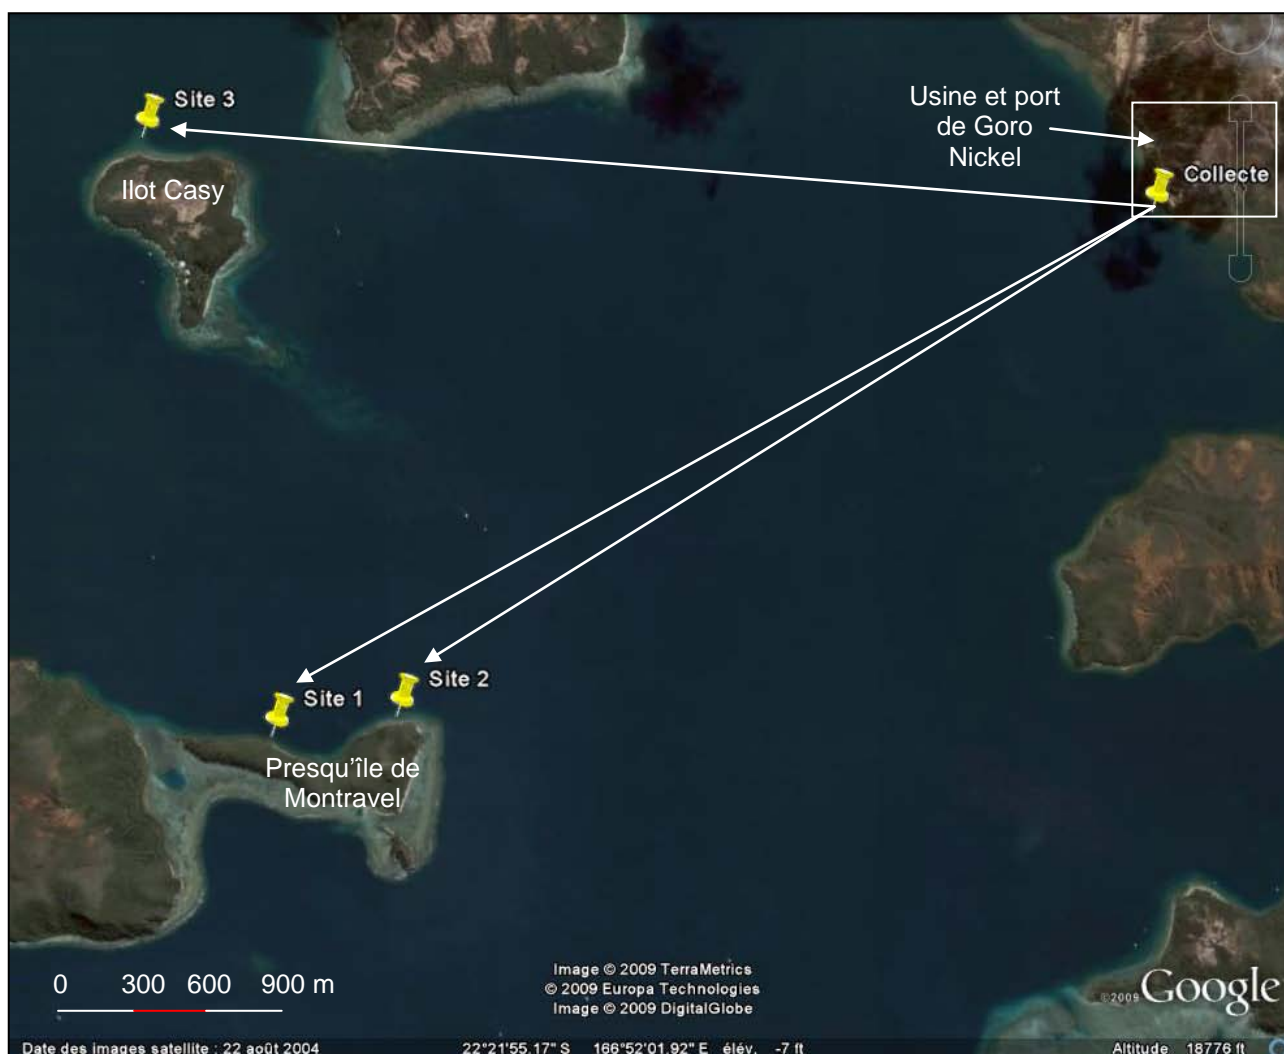 Site 3
Usine et port
de Goro
Nickel
Collecte
Ilot Casy
Site 1
Site 2
Presqu'île de
Montravel
0 300 600 900 m
Image © 2009 TerraMetrics
© 2009 Europa Technologies
Image © 2009 DigitalGlobe
©2009 Google
Date des images satellite : 22 août 2004 22°21'55.17" S 166°52'01.92" E élév. -7 ft Altitude 18776 ft